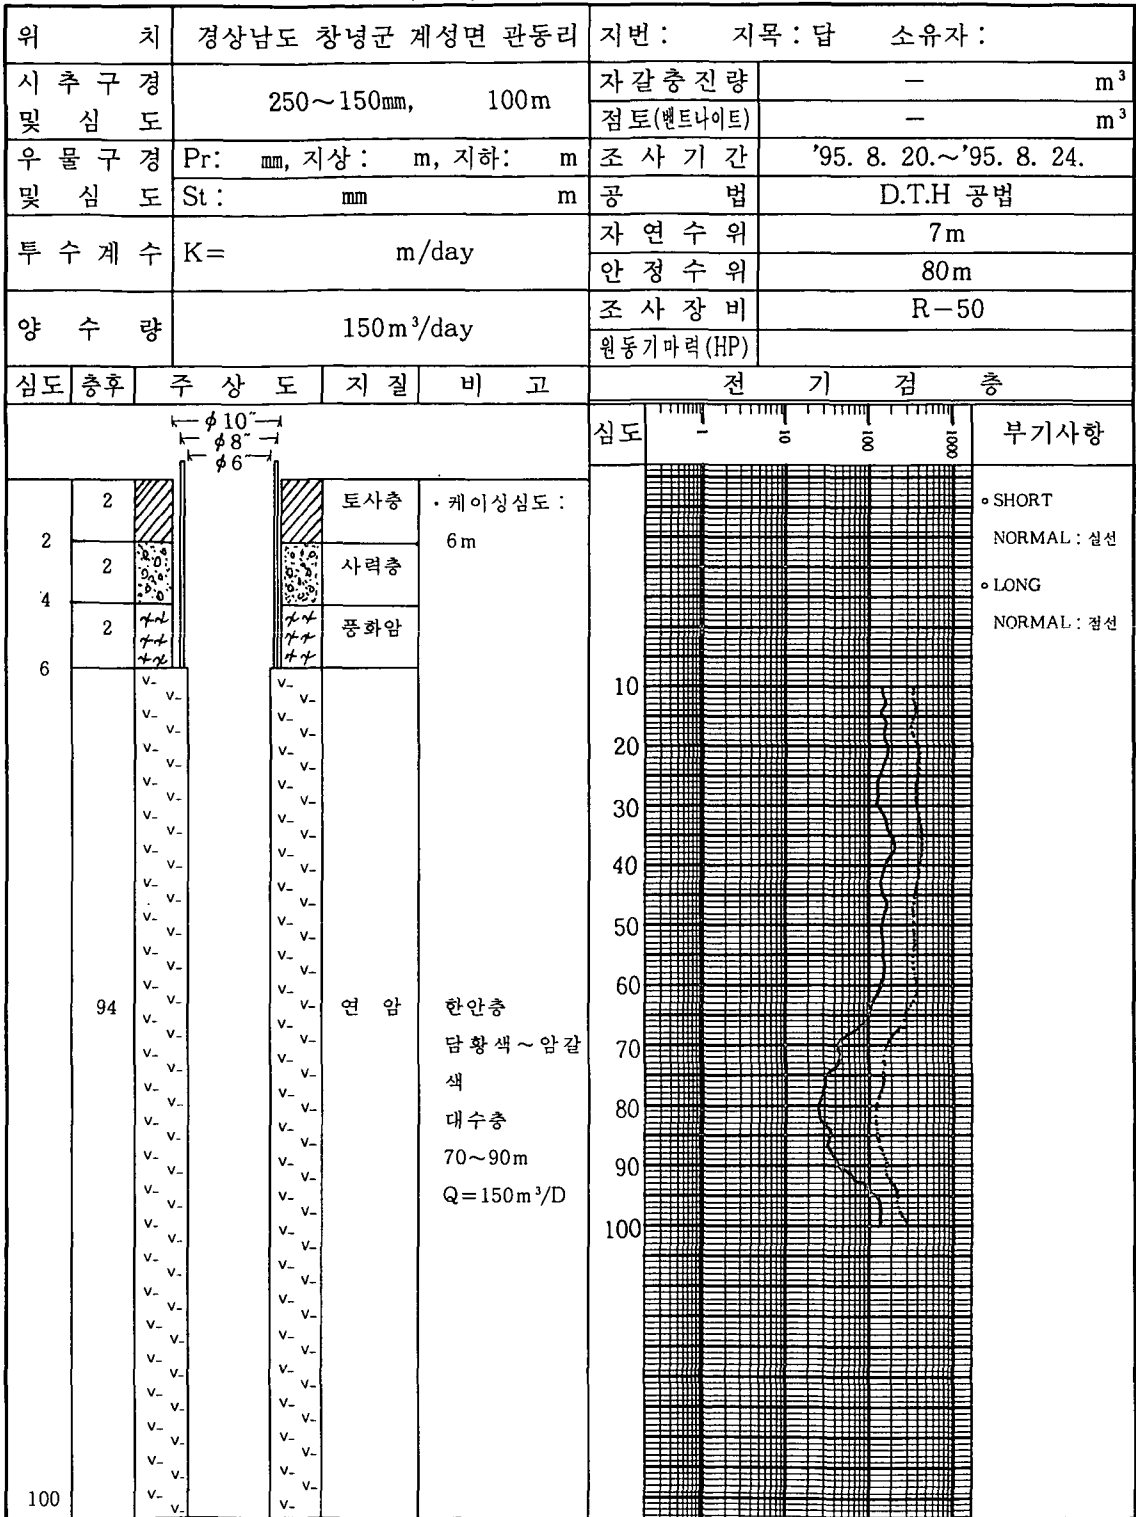 위 치 경상남도 창녕군 계성면 관동리 지번 : 지목 : 답 소유자 :
시 추 구 경 및 심 도 250~150㎜, 100m
자갈충진량 — m³
점토(벤트나이트) — m³
우 물 구 경 및 심 도 Pr: ㎜, 지상 : m, 지하: m
St : ㎜ m
조 사 기 간 '95. 8. 20.~'95. 8. 24.
공 법 D.T.H 공법
투 수 계 수 K= m/day
자 연 수 위 7m
안 정 수 위 80m
양 수 량 150m³/day
조 사 장 비 R-50
원동기마력(HP)
심도 층후 주 상 도 지 질 비 고
전 기 검 층
φ10″
φ8″
φ6″
심도 1 10 100 1000 부기사항
2 토사층 · 케이싱심도 :
2 6m
2 사력층
4
2 풍화암
6
94 연 암 한안층
담황색~암갈
색
대수층
70~90m
Q=150m³/D
100
∘ SHORT
NORMAL : 실선
∘ LONG
NORMAL : 점선
10
20
30
40
50
60
70
80
90
100